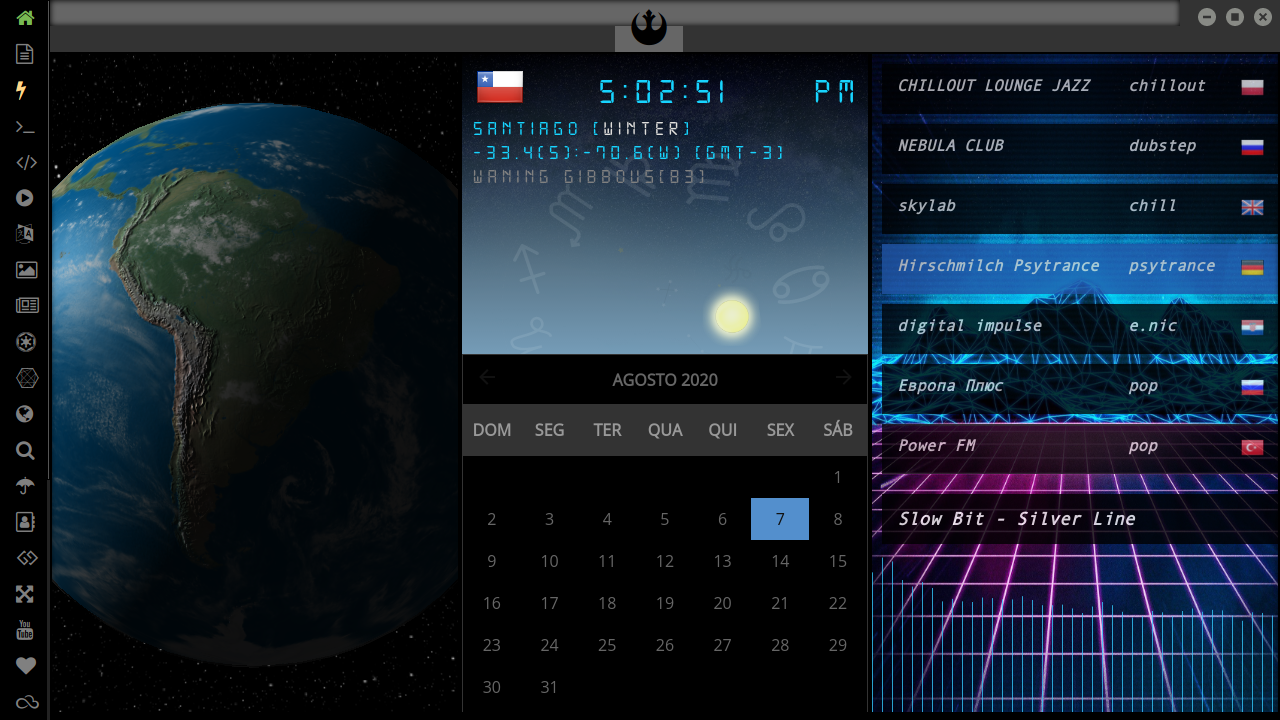 5:02:51 PM
SANTIAGO (WINTER)
-33.4(S):-70.6(W) (GMT-3)
WANING GIBBOUS(83)
AGOSTO 2020
DOM SEG TER QUA QUI SEX SÁB
1
2 3 4 5 6 7 8
9 10 11 12 13 14 15
16 17 18 19 20 21 22
23 24 25 26 27 28 29
30 31
CHILLOUT LOUNGE JAZZ chillout
NEBULA CLUB dubstep
skylab chill
Hirschmilch Psytrance psytrance
digital impulse e.nic
Европа Плюс pop
Power FM pop
Slow Bit - Silver Line
You
Tube